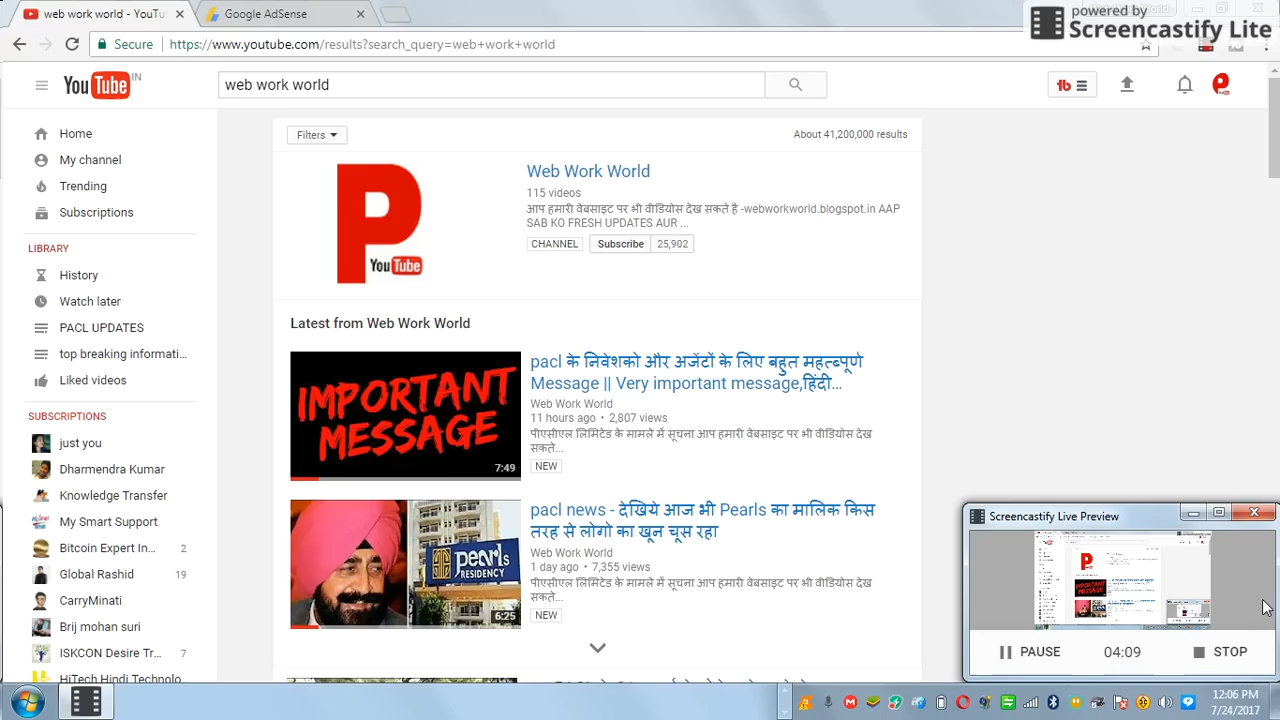 web work world - YouTu
Google AdSense
powered by
Screencastify Lite
Secure
https://www.youtube.com/results?search_query=web+work+world
YouTube IN
web work world
Home
My channel
Trending
Subscriptions
LIBRARY
History
Watch later
PACL UPDATES
top breaking informati...
Liked videos
SUBSCRIPTIONS
just you
Dharmendra Kumar
Knowledge Transfer
My Smart Support
Bitcoin Expert In... 2
Global Rashid 19
CarryMinati
Brij mohan suri
ISKCON Desire Tr... 7
HiTech Hindi Technolo
Filters
About 41,200,000 results
P
YouTube
Web Work World
115 videos
आप हमारी वेबसाइट पर भी वीडियोस देख सकते है -webworkworld.blogspot.in AAP
SAB KO FRESH UPDATES AUR ...
CHANNEL
Subscribe 25,902
Latest from Web Work World
IMPORTANT
MESSAGE
7:49
pacl के निवेशको और अजेंटों के लिए बहुत महत्ब्पूर्ण
Message || Very important message,हिंदी...
Web Work World
11 hours ago • 2,807 views
पीएसीएल लिमिटेड के मामले में सूचना आप हमारी वेबसाइट पर भी वीडियोस देख
सकते...
NEW
pearls
RESIDENCY
6:25
pacl news - देखिये आज भी Pearls का मालिक किस
तरह से लोगो का खून चूस रहा
Web Work World
1 day ago • 7,355 views
पीएसीएल लिमिटेड के मामले में सूचना आप हमारी वेबसाइट पर भी वीडियोस देख
सकते...
NEW
Screencastify Live Preview
PAUSE
04:09
STOP
12:06 PM
7/24/2017